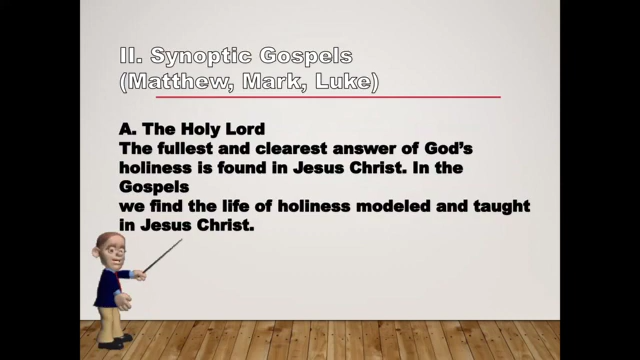 II. Synoptic Gospels
(Matthew, Mark, Luke)
A. The Holy Lord
The fullest and clearest answer of God's
holiness is found in Jesus Christ. In the
Gospels
we find the life of holiness modeled and taught
in Jesus Christ.